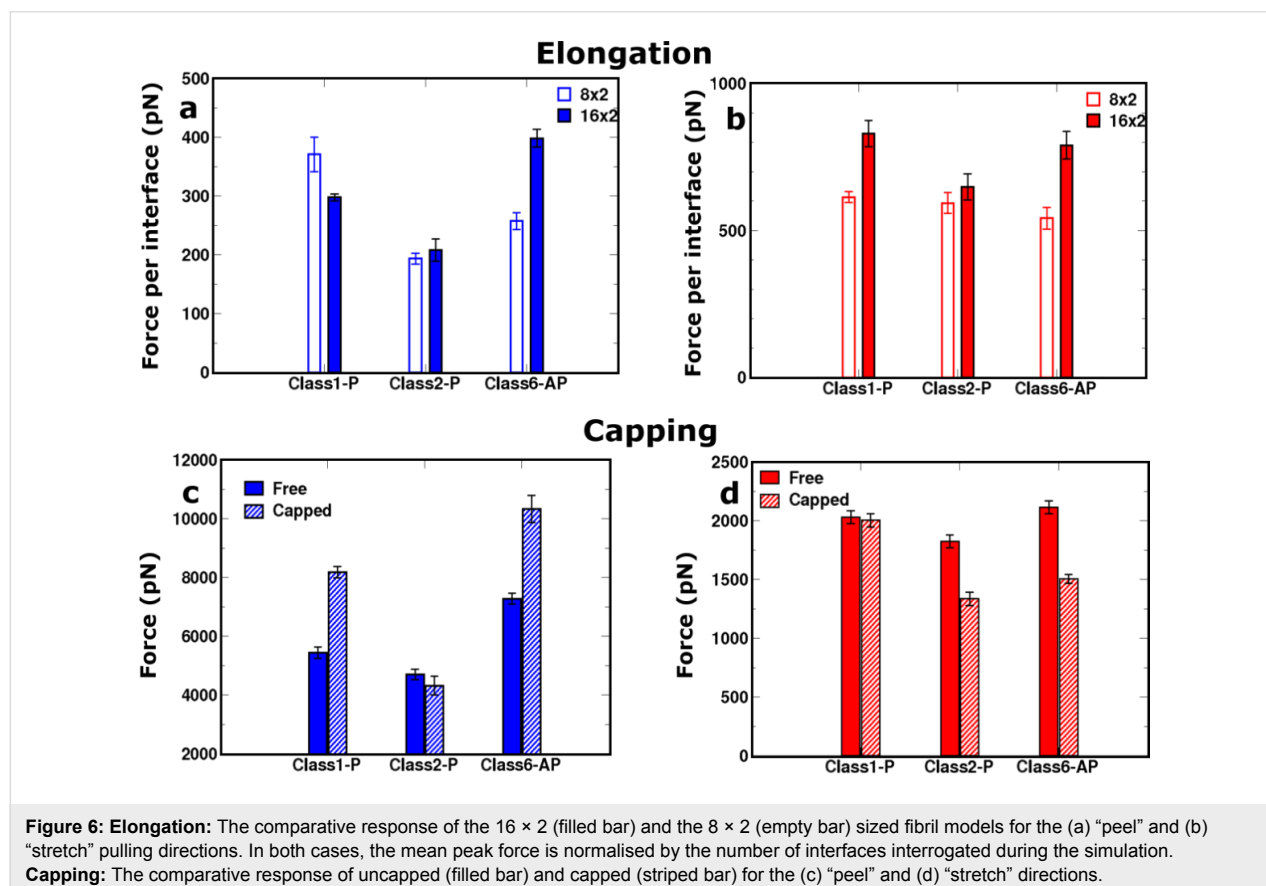 Elongation
a
Force per interface (pN)
500
400
300
200
100
0
8x2
16x2
Class1-P Class2-P Class6-AP
b
Force per interface (pN)
1000
500
0
8x2
16x2
Class1-P Class2-P Class6-AP
Capping
c
Force (pN)
12000
10000
8000
6000
4000
2000
Free
Capped
Class1-P Class2-P Class6-AP
d
Force (pN)
2500
2000
1500
1000
500
0
Free
Capped
Class1-P Class2-P Class6-AP
Figure 6: Elongation: The comparative response of the 16 × 2 (filled bar) and the 8 × 2 (empty bar) sized fibril models for the (a) “peel” and (b)
“stretch” pulling directions. In both cases, the mean peak force is normalised by the number of interfaces interrogated during the simulation.
Capping: The comparative response of uncapped (filled bar) and capped (striped bar) for the (c) “peel” and (d) “stretch” directions.